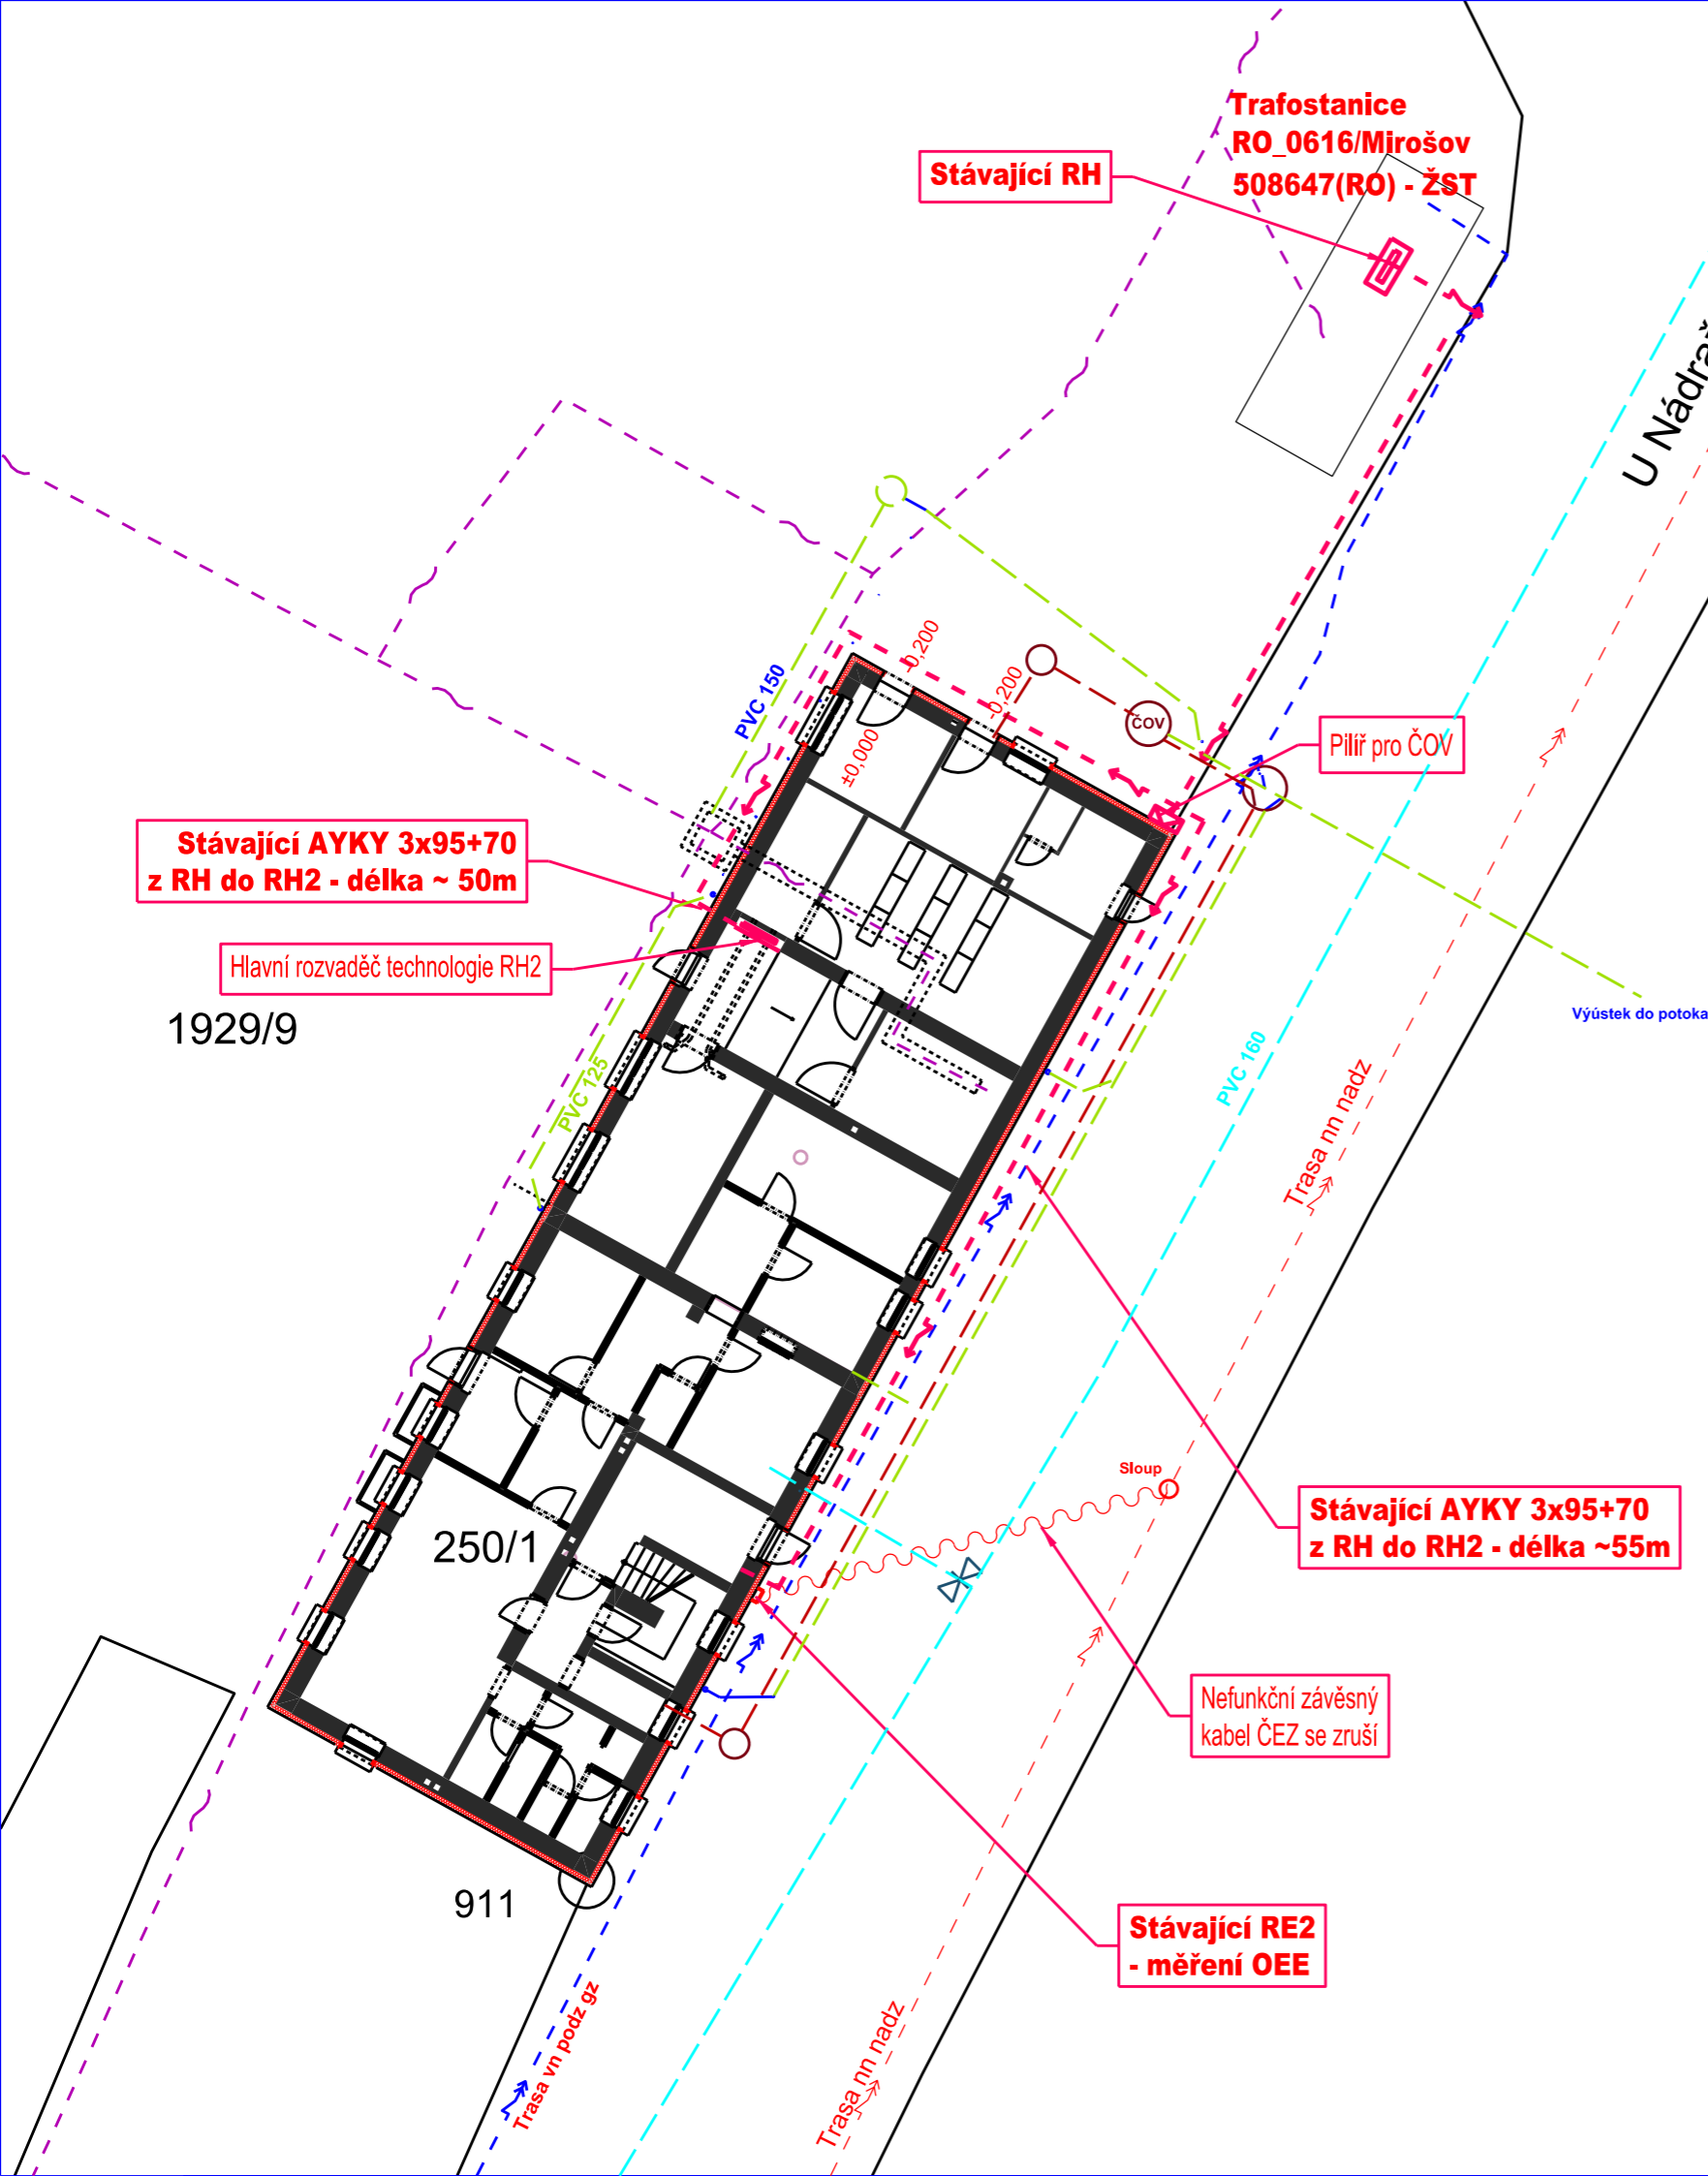 Trafostanice
RO_0616/Mirošov
508647(RO) - ŽST
Stávající RH
-0,200
-0,200
±0,000
PVC 150
ČOV
Pilíř pro ČOV
Stávající AYKY 3x95+70
z RH do RH2 - délka ~ 50m
Hlavní rozvaděč technologie RH2
1929/9
Výústek do potoka
PVC 125
PVC 160
Trasa nn nadz
Sloup
Stávající AYKY 3x95+70
z RH do RH2 - délka ~55m
250/1
Nefunkční závěsný
kabel ČEZ se zruší
911
Stávající RE2
- měření OEE
Trasa vn podz gz
Trasa nn nadz